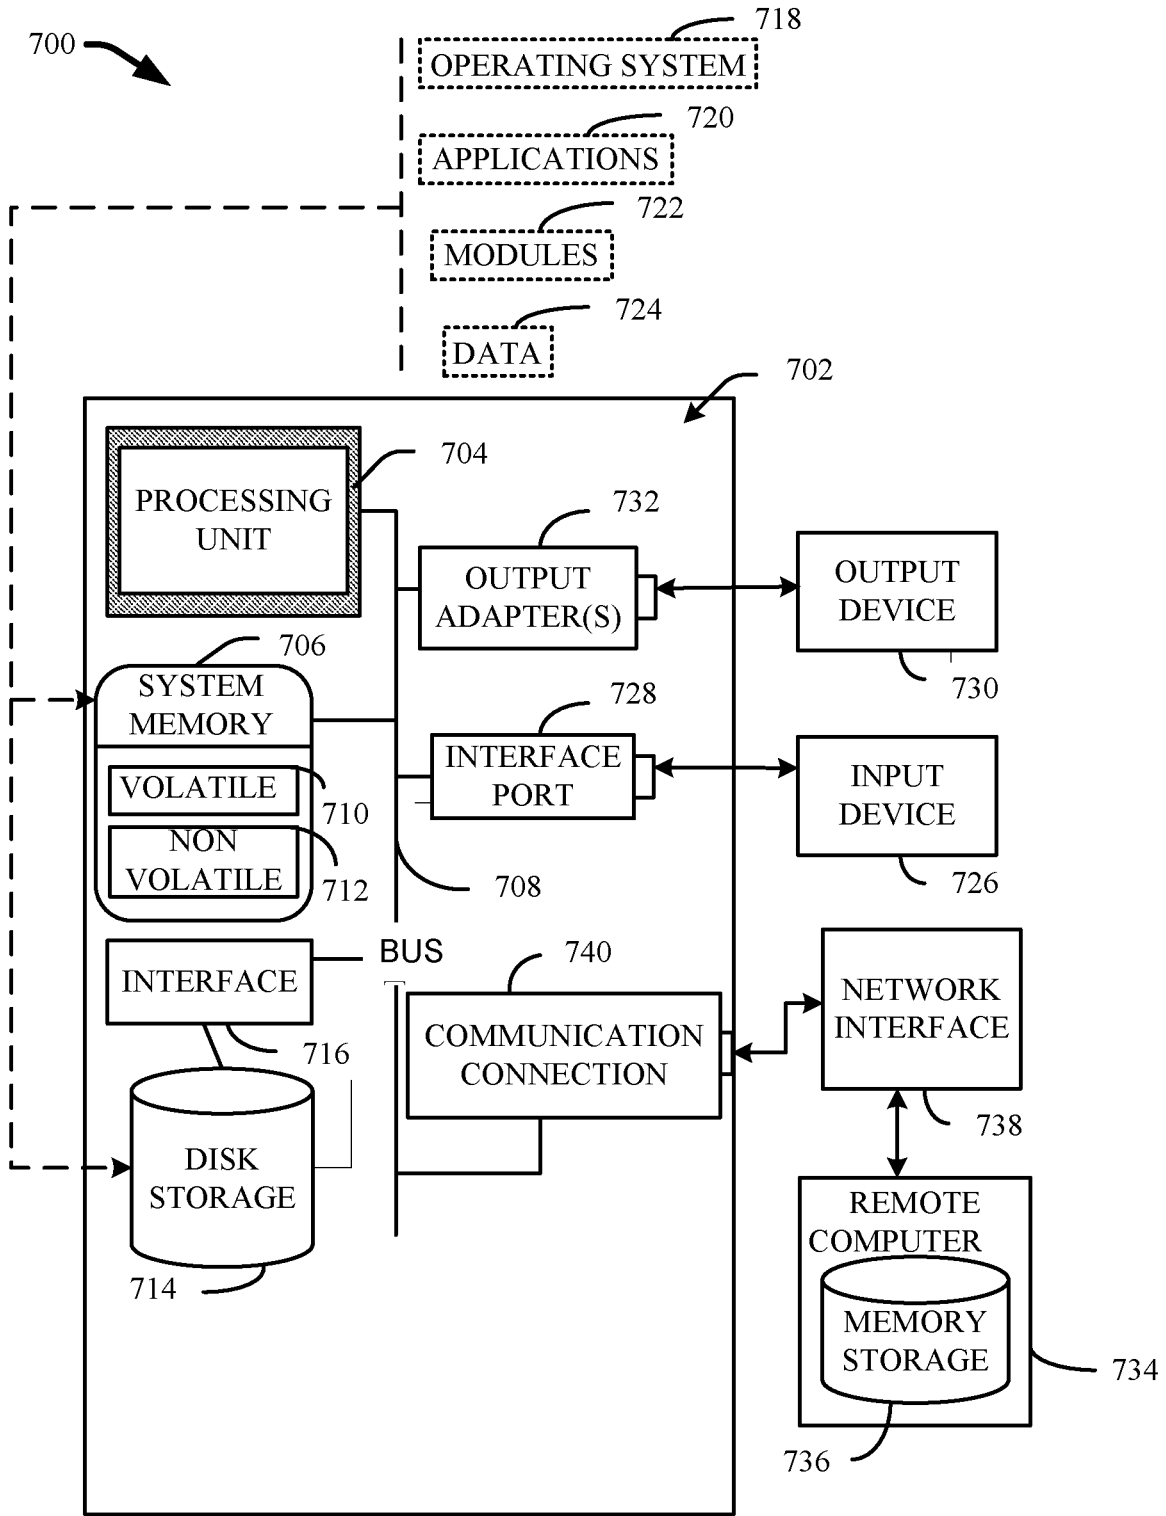 700
718
OPERATING SYSTEM
720
APPLICATIONS
722
MODULES
724
DATA
702
704
PROCESSING
UNIT
732
OUTPUT
ADAPTER(S)
OUTPUT
DEVICE
730
706
SYSTEM
MEMORY
VOLATILE
710
NON
VOLATILE
712
728
INTERFACE
PORT
INPUT
DEVICE
726
708
BUS
INTERFACE
716
740
COMMUNICATION
CONNECTION
NETWORK
INTERFACE
738
DISK
STORAGE
714
REMOTE
COMPUTER
MEMORY
STORAGE
734
736